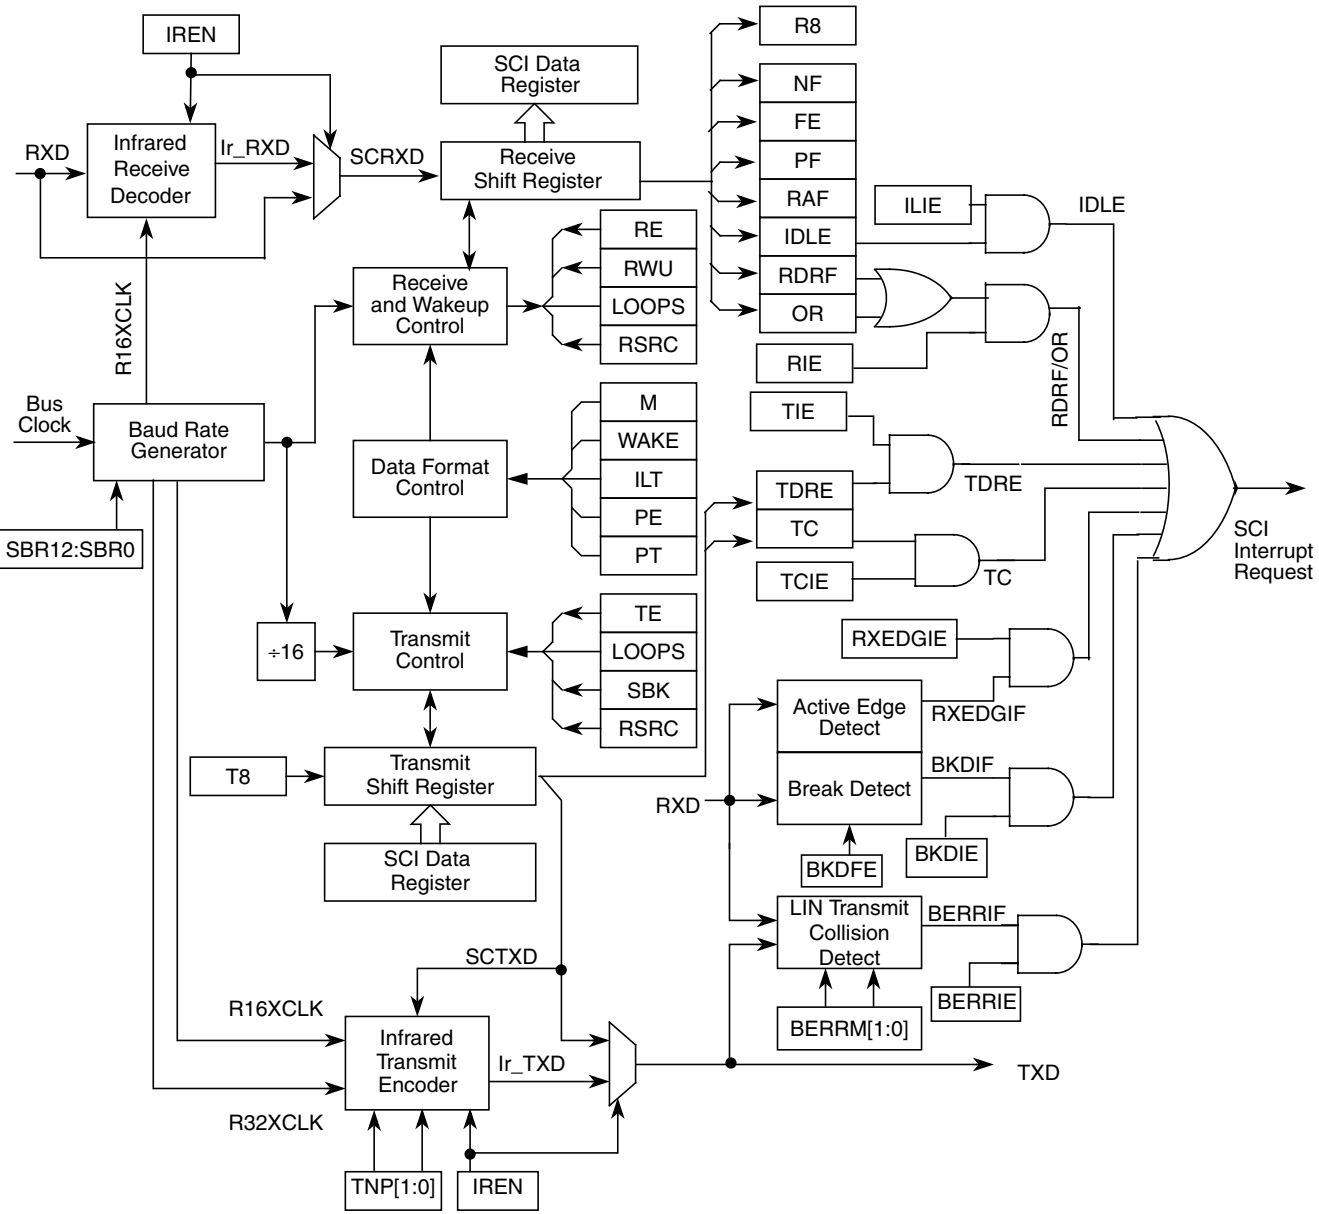 IREN
SCI Data
Register
R8
NF
FE
PF
RAF
IDLE
RDRF
OR
RXD
Infrared
Receive
Decoder
Ir_RXD
SCRXD
Receive
Shift Register
ILIE
IDLE
RE
RWU
LOOPS
RSRC
Receive
and Wakeup
Control
R16XCLK
RIE
RDRF/OR
Bus
Clock
Baud Rate
Generator
SBR12:SBR0
Data Format
Control
M
WAKE
ILT
PE
PT
TIE
TDRE
TC
TCIE
TDRE
TC
SCI
Interrupt
Request
÷16
Transmit
Control
TE
LOOPS
SBK
RSRC
RXEDGIE
Active Edge
Detect
RXEDGIF
Break Detect
BKDIF
RXD
BKDIE
BKDFE
T8
Transmit
Shift Register
SCI Data
Register
LIN Transmit
Collision
Detect
BERRIF
BERRIE
BERRM[1:0]
SCTXD
R16XCLK
Infrared
Transmit
Encoder
Ir_TXD
R32XCLK
TXD
TNP[1:0]
IREN